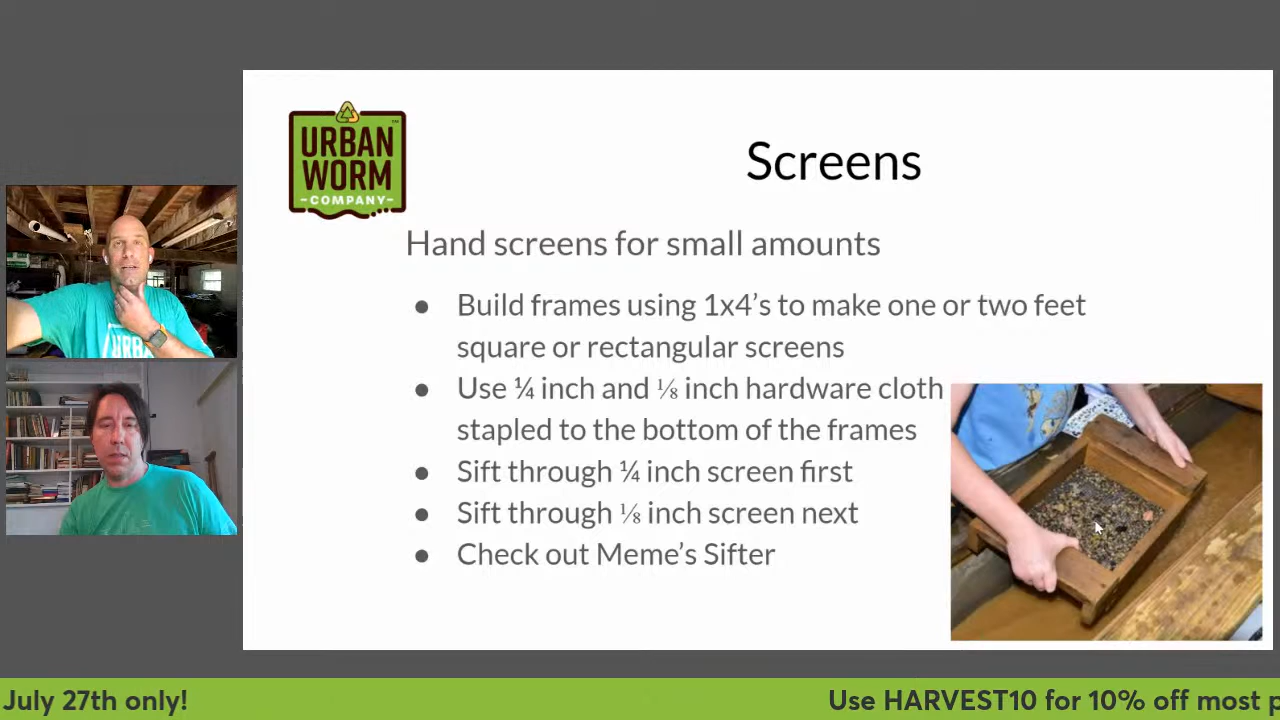 URBAN
WORM
COMPANY
™
Screens
Hand screens for small amounts
● Build frames using 1x4's to make one or two feet
square or rectangular screens
● Use ¼ inch and ⅛ inch hardware cloth
stapled to the bottom of the frames
● Sift through ¼ inch screen first
● Sift through ⅛ inch screen next
● Check out Meme's Sifter
URB
July 27th only!
Use HARVEST10 for 10% off most p